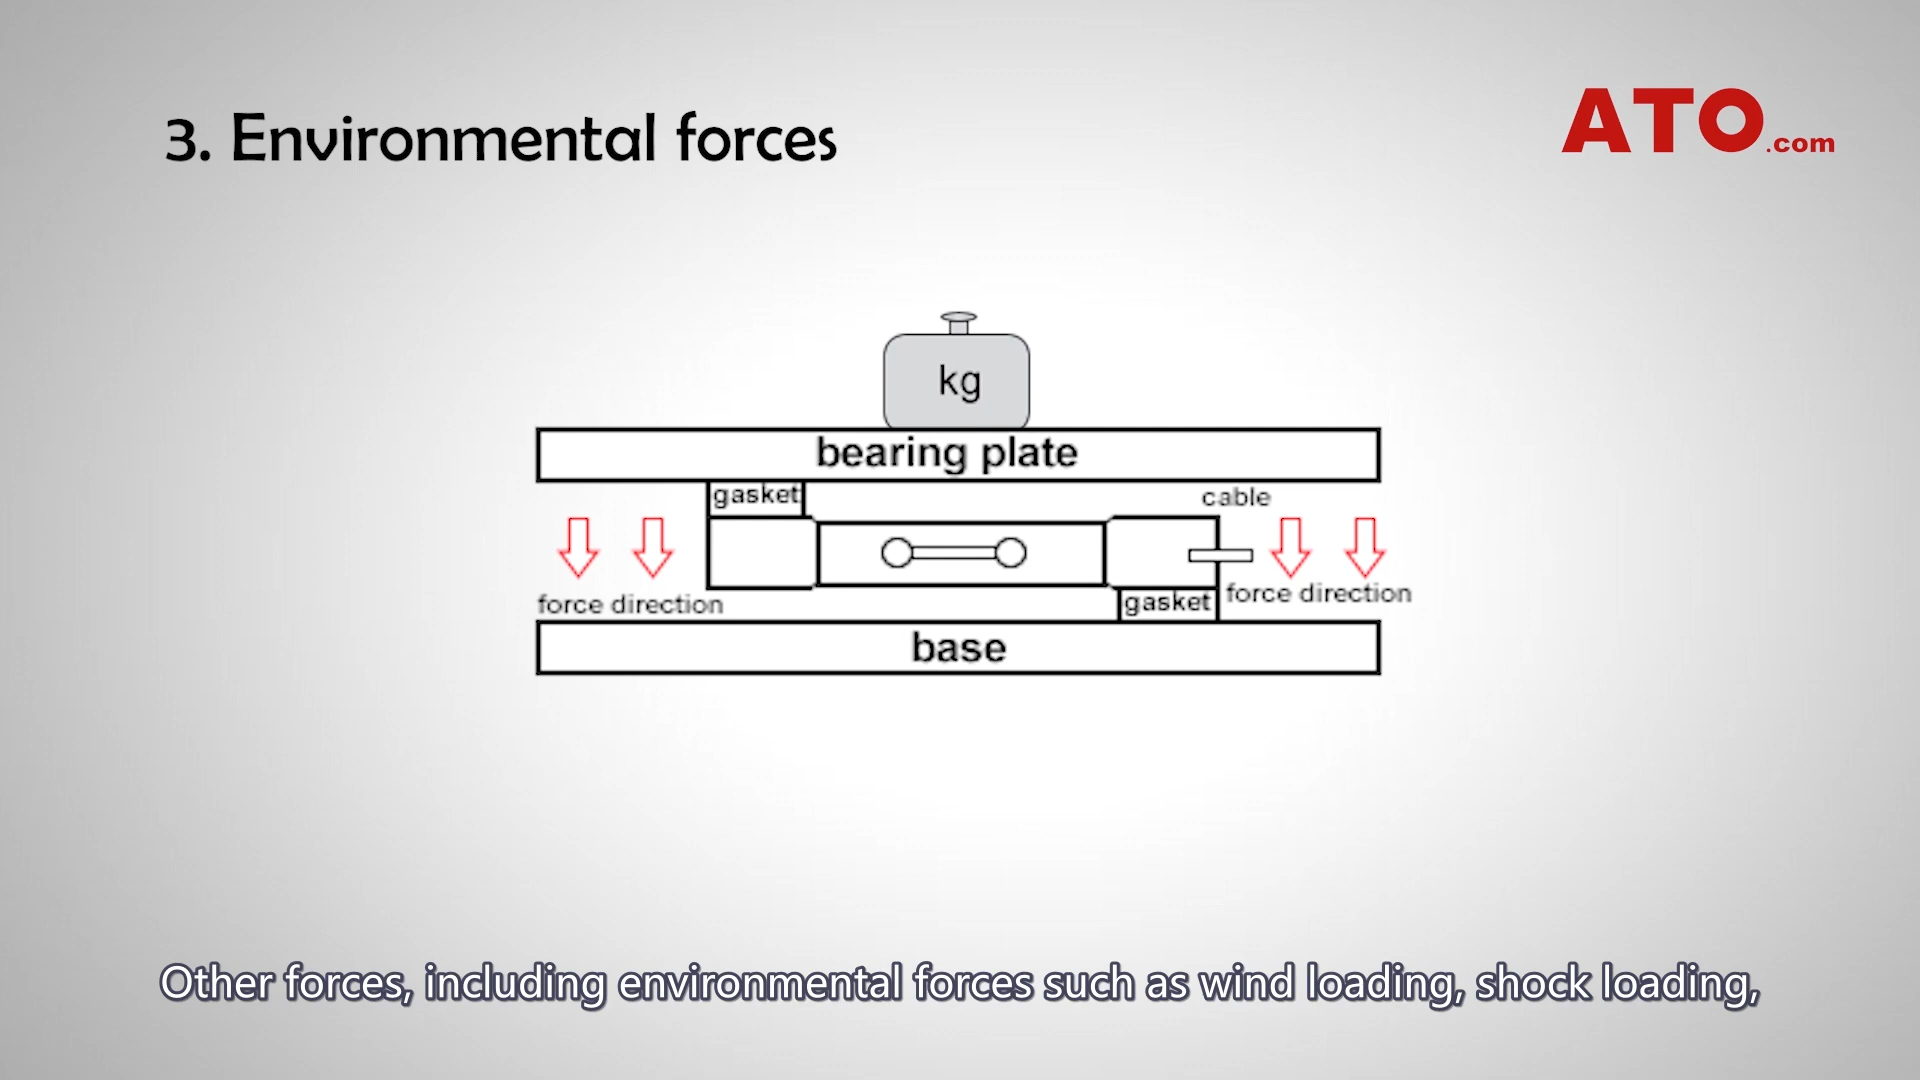 3. Environmental forces
ATO.com
kg
bearing plate
gasket
cable
force direction
gasket
force direction
base
Other forces, including environmental forces such as wind loading, shock loading,